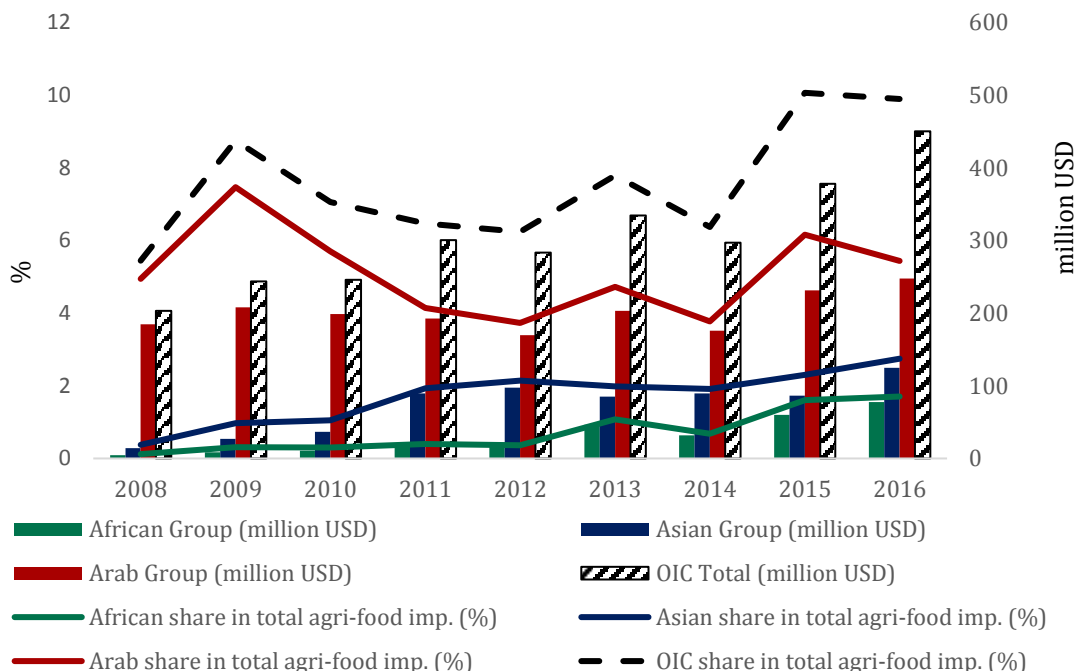 12
10
8
6
4
2
0
%
600
500
400
300
200
100
0
million USD
2008 2009 2010 2011 2012 2013 2014 2015 2016
African Group (million USD) Asian Group (million USD)
Arab Group (million USD) OIC Total (million USD)
African share in total agri-food imp. (%) Asian share in total agri-food imp. (%)
Arab share in total agri-food imp. (%) OIC share in total agri-food imp. (%)